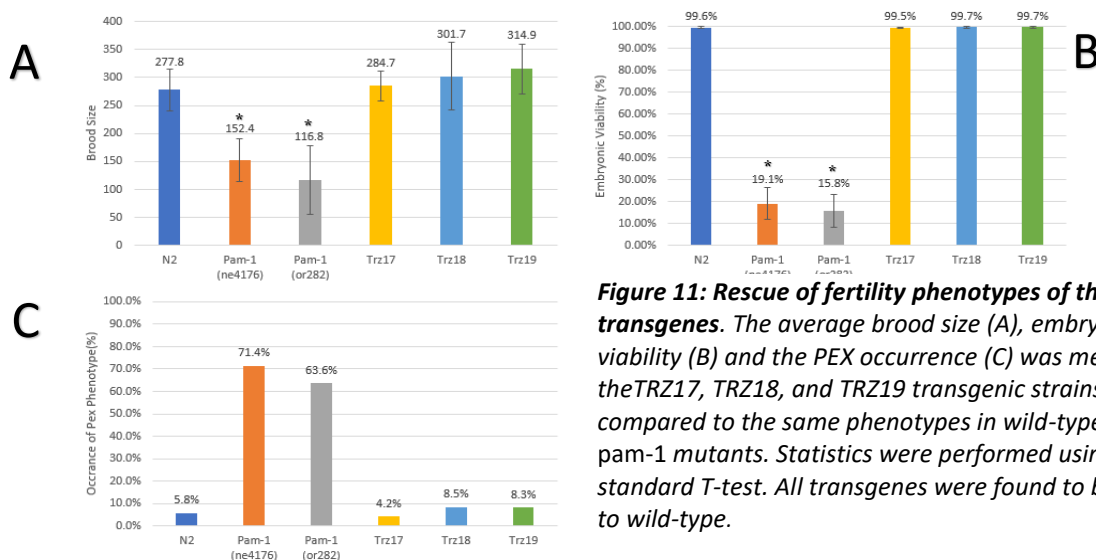 A
400
350
300
250
200
150
100
50
0
Brood Size
277.8
*
152.4
*
116.8
284.7
301.7
314.9
N2
Pam-1
(ne4176)
Pam-1
(or282)
Trz17
Trz18
Trz19
B
100.00%
90.00%
80.00%
70.00%
60.00%
50.00%
40.00%
30.00%
20.00%
10.00%
0.00%
Embryonic Viability (%)
99.6%
*
19.1%
*
15.8%
99.5%
99.7%
99.7%
N2
Pam-1
(ne4176)
Pam-1
(or282)
Trz17
Trz18
Trz19
C
100.0%
90.0%
80.0%
70.0%
60.0%
50.0%
40.0%
30.0%
20.0%
10.0%
0.0%
Occrance of Pex Phenotype(%)
5.8%
71.4%
63.6%
4.2%
8.5%
8.3%
N2
Pam-1
(ne4176)
Pam-1
(or282)
Trz17
Trz18
Trz19
Figure 11: Rescue of fertility phenotypes of th
transgenes. The average brood size (A), embry
viability (B) and the PEX occurrence (C) was me
theTRZ17, TRZ18, and TRZ19 transgenic strains
compared to the same phenotypes in wild-type
pam-1 mutants. Statistics were performed usin
standard T-test. All transgenes were found to b
to wild-type.